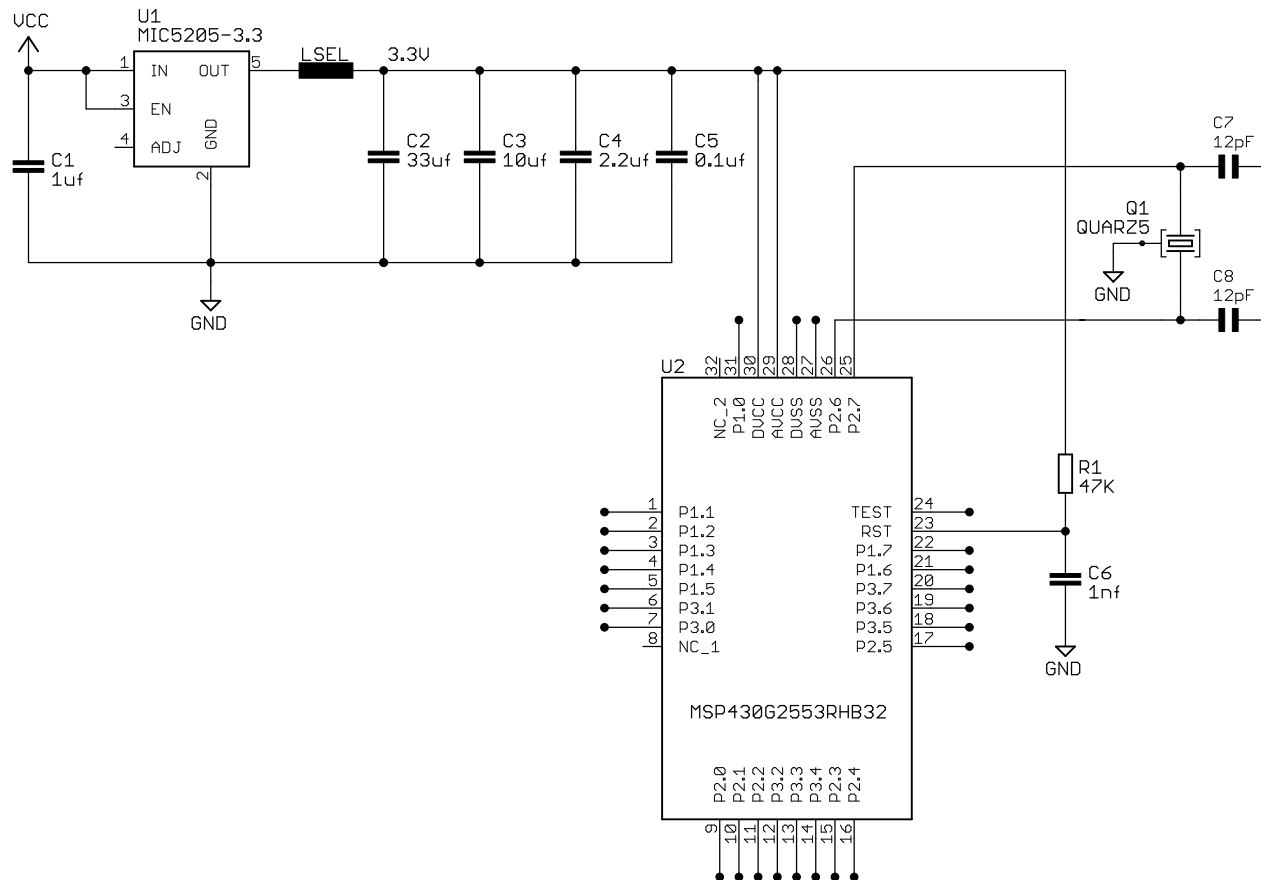 VCC
U1
MIC5205-3.3
1 IN OUT 5
3 EN
4 ADJ
GND
2
LSEL
3.3V
C1
1uf
C2
33uf
C3
10uf
C4
2.2uf
C5
0.1uf
GND
C7
12pF
Q1
QUARZ5
GND
C8
12pF
U2
32 31 30 29 28 27 26 25
NC_2 P1.0 DVCC AVCC DVSS AVSS P2.6 P2.7
R1
47K
1 P1.1
2 P1.2
3 P1.3
4 P1.4
5 P1.5
6 P3.1
7 P3.0
8 NC_1
TEST 24
RST 23
P1.7 22
P1.6 21
P3.7 20
P3.6 19
P3.5 18
P2.5 17
C6
1nf
GND
MSP430G2553RHB32
P2.0 P2.1 P2.2 P3.2 P3.3 P3.4 P2.3 P2.4
9 10 11 12 13 14 15 16